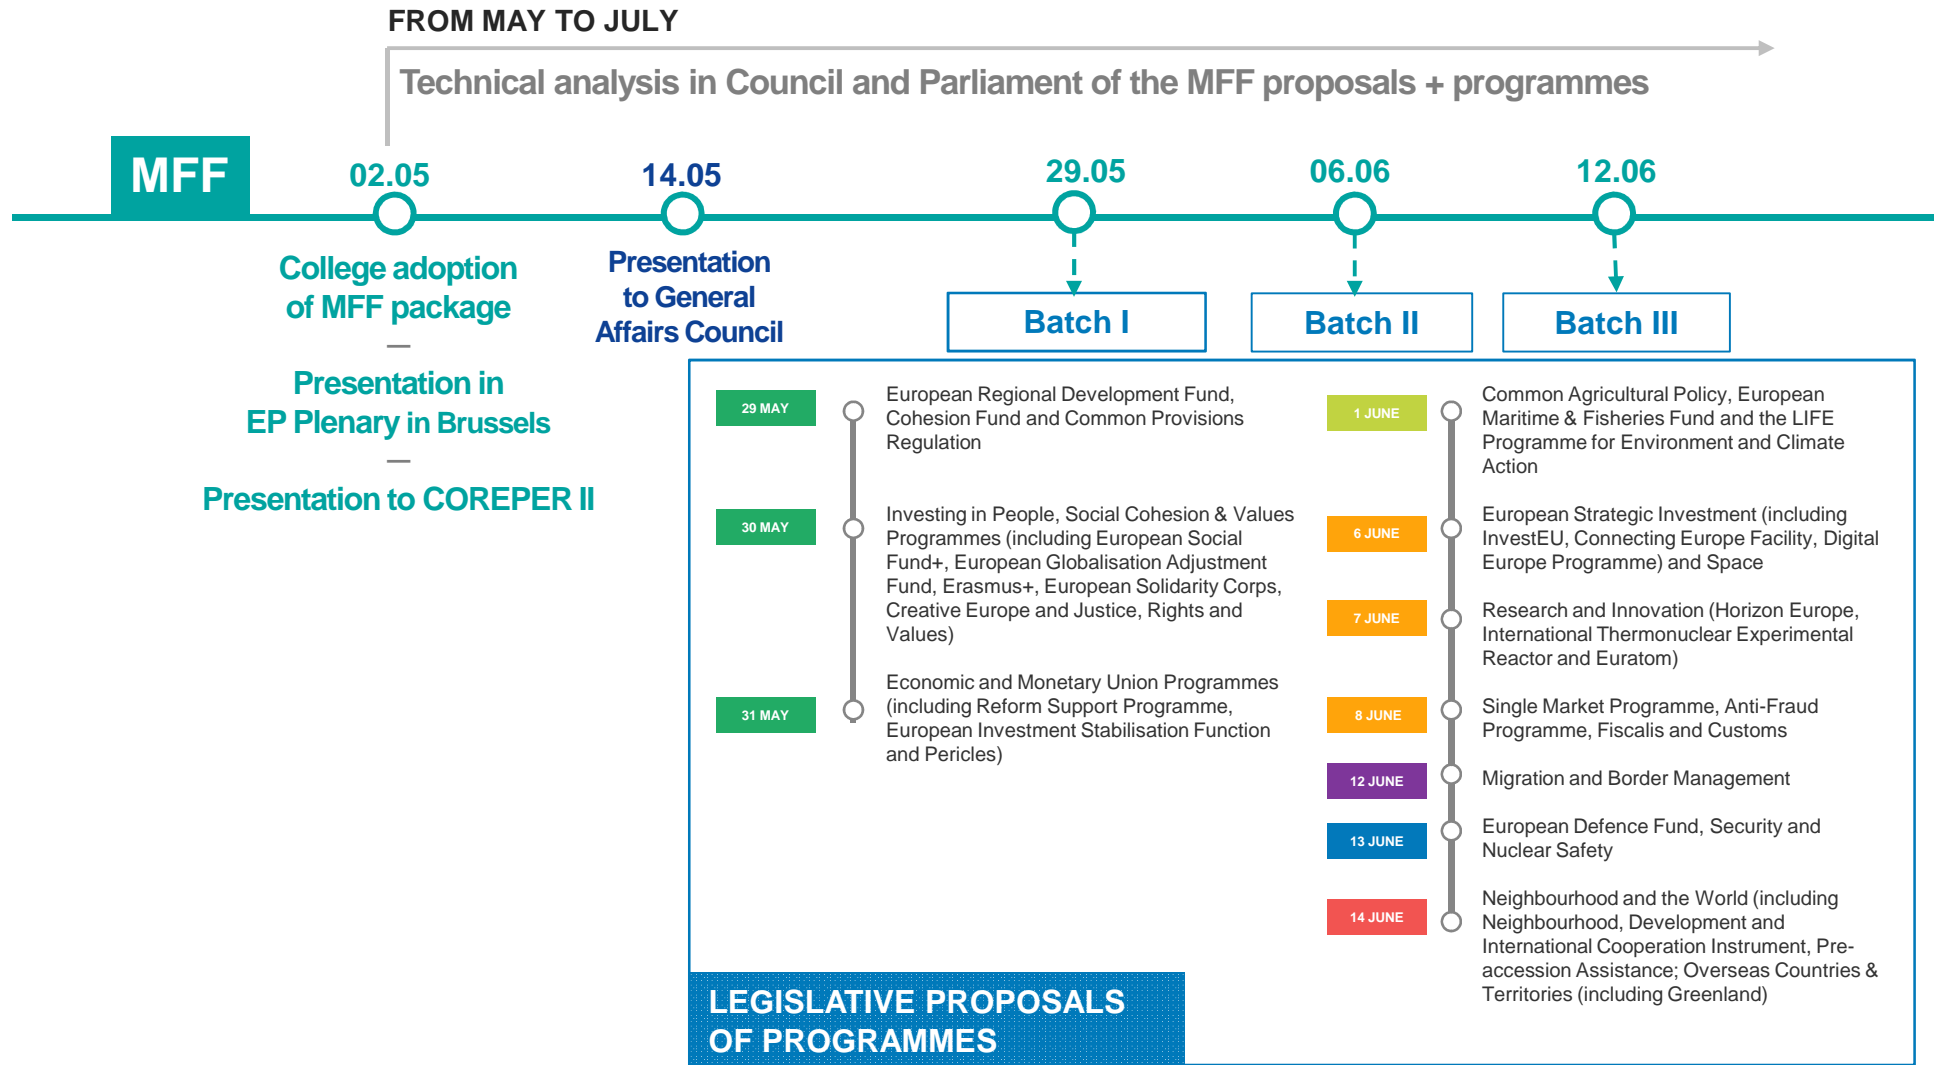 FROM MAY TO JULY
Technical analysis in Council and Parliament of the MFF proposals + programmes
MFF
02.05
14.05
29.05
06.06
12.06
College adoption
of MFF package
—
Presentation in
EP Plenary in Brussels
—
Presentation to COREPER II
Presentation
to General
Affairs Council
Batch I
Batch II
Batch III
29 MAY
European Regional Development Fund,
Cohesion Fund and Common Provisions
Regulation
30 MAY
Investing in People, Social Cohesion & Values
Programmes (including European Social
Fund+, European Globalisation Adjustment
Fund, Erasmus+, European Solidarity Corps,
Creative Europe and Justice, Rights and
Values)
31 MAY
Economic and Monetary Union Programmes
(including Reform Support Programme,
European Investment Stabilisation Function
and Pericles)
1 JUNE
Common Agricultural Policy, European
Maritime & Fisheries Fund and the LIFE
Programme for Environment and Climate
Action
6 JUNE
European Strategic Investment (including
InvestEU, Connecting Europe Facility, Digital
Europe Programme) and Space
7 JUNE
Research and Innovation (Horizon Europe,
International Thermonuclear Experimental
Reactor and Euratom)
8 JUNE
Single Market Programme, Anti-Fraud
Programme, Fiscalis and Customs
12 JUNE
Migration and Border Management
13 JUNE
European Defence Fund, Security and
Nuclear Safety
14 JUNE
Neighbourhood and the World (including
Neighbourhood, Development and
International Cooperation Instrument, Pre-
accession Assistance; Overseas Countries &
Territories (including Greenland)
LEGISLATIVE PROPOSALS
OF PROGRAMMES